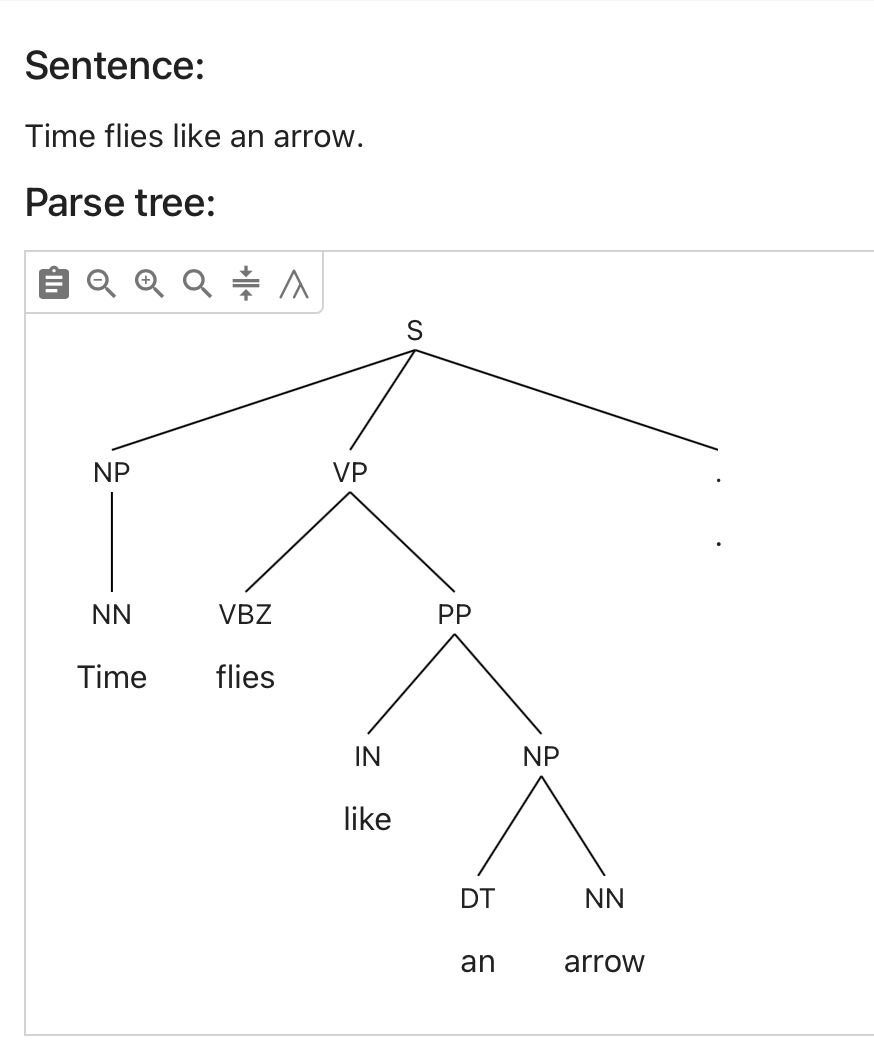 Sentence:
Time flies like an arrow.
Parse tree:
S
NP VP .
.
NN VBZ PP
Time flies
IN NP
like
DT NN
an arrow